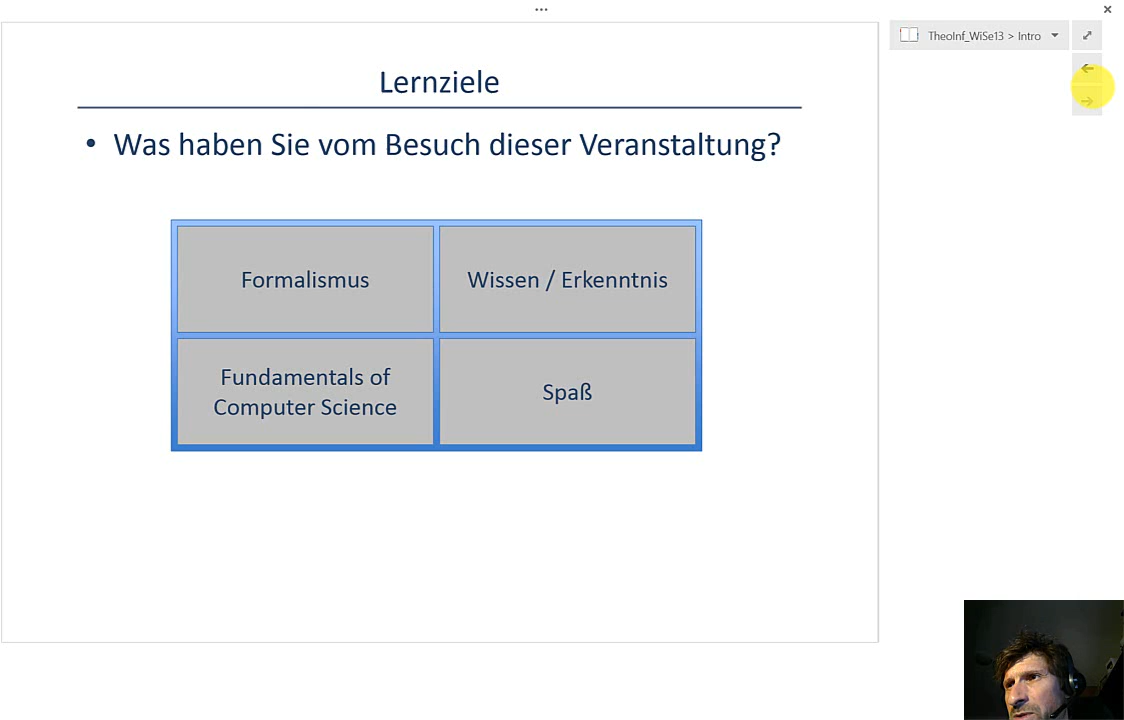 TheoInf_WiSe13 > Intro
Lernziele
• Was haben Sie vom Besuch dieser Veranstaltung?
Formalismus
Wissen / Erkenntnis
Fundamentals of
Computer Science
Spaß